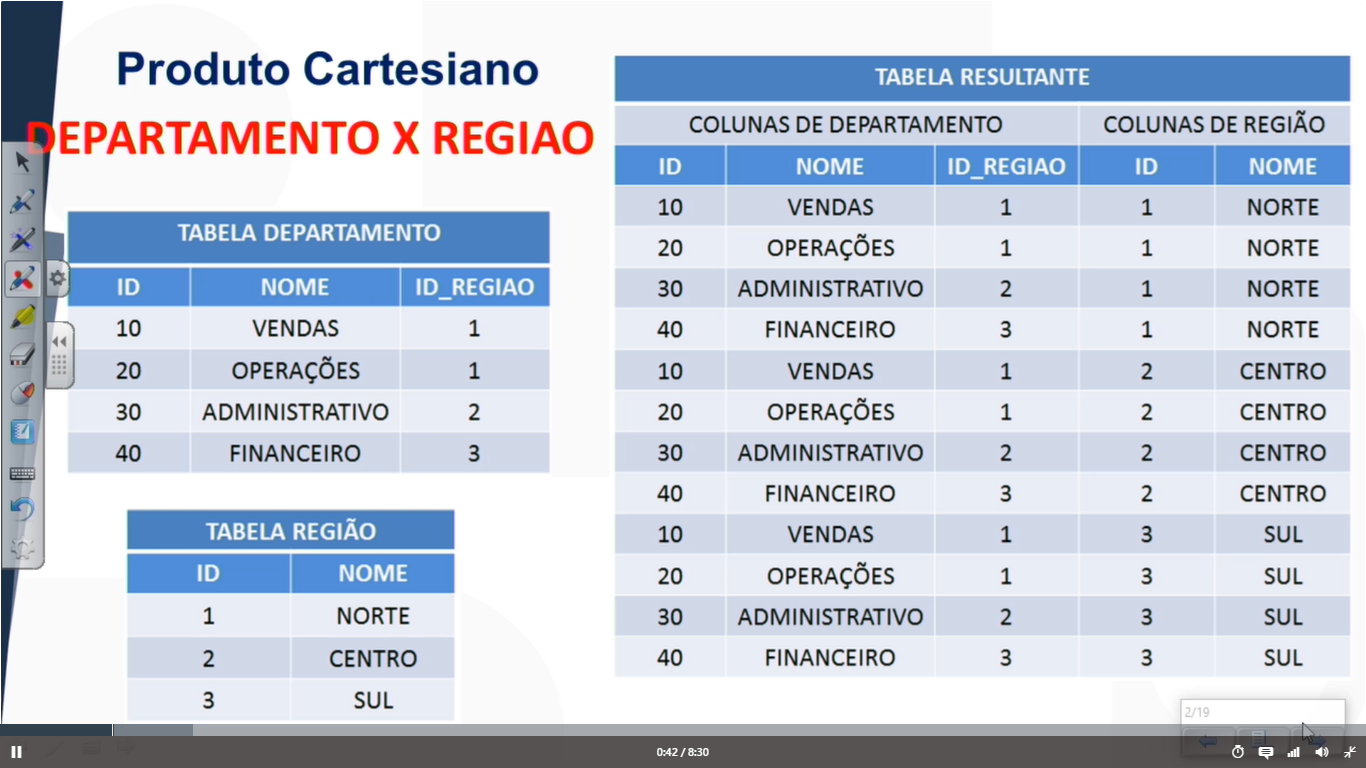 Produto Cartesiano
DEPARTAMENTO X REGIAO
TABELA DEPARTAMENTO
ID NOME ID_REGIAO
10 VENDAS 1
20 OPERAÇÕES 1
30 ADMINISTRATIVO 2
40 FINANCEIRO 3
TABELA REGIÃO
ID NOME
1 NORTE
2 CENTRO
3 SUL
TABELA RESULTANTE
COLUNAS DE DEPARTAMENTO COLUNAS DE REGIÃO
ID NOME ID_REGIAO ID NOME
10 VENDAS 1 1 NORTE
20 OPERAÇÕES 1 1 NORTE
30 ADMINISTRATIVO 2 1 NORTE
40 FINANCEIRO 3 1 NORTE
10 VENDAS 1 2 CENTRO
20 OPERAÇÕES 1 2 CENTRO
30 ADMINISTRATIVO 2 2 CENTRO
40 FINANCEIRO 3 2 CENTRO
10 VENDAS 1 3 SUL
20 OPERAÇÕES 1 3 SUL
30 ADMINISTRATIVO 2 3 SUL
40 FINANCEIRO 3 3 SUL
2/19
0:42 / 8:30